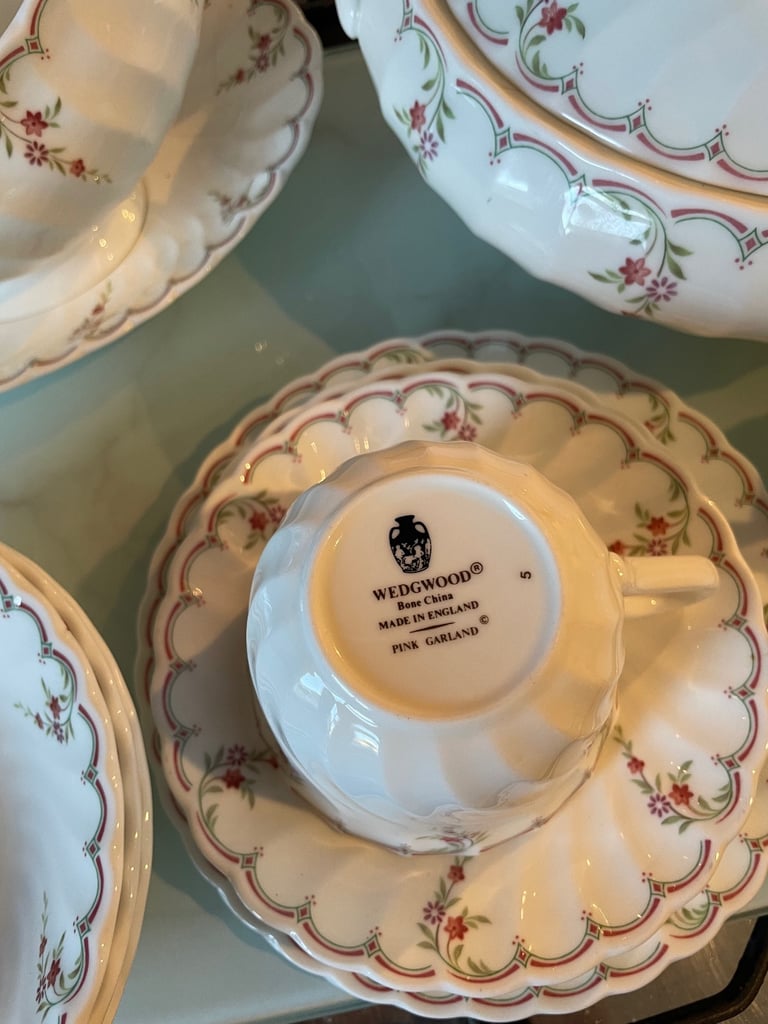 WEDGWOOD®
Bone China
MADE IN ENGLAND
PINK GARLAND©
5